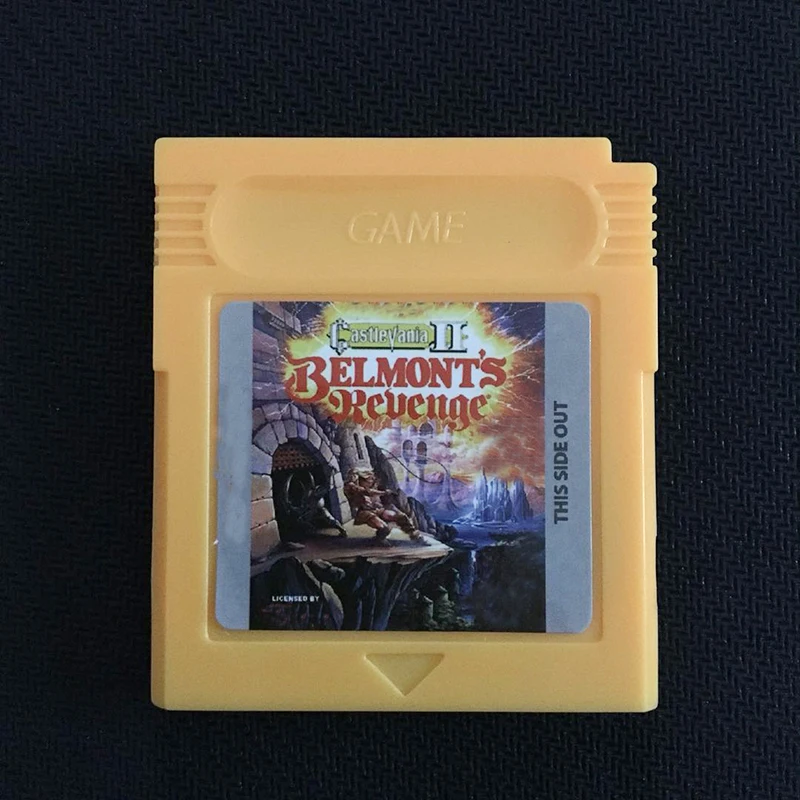 GAME
Castlevania II
BELMONT'S
Revenge
THIS SIDE OUT
LICENSED BY